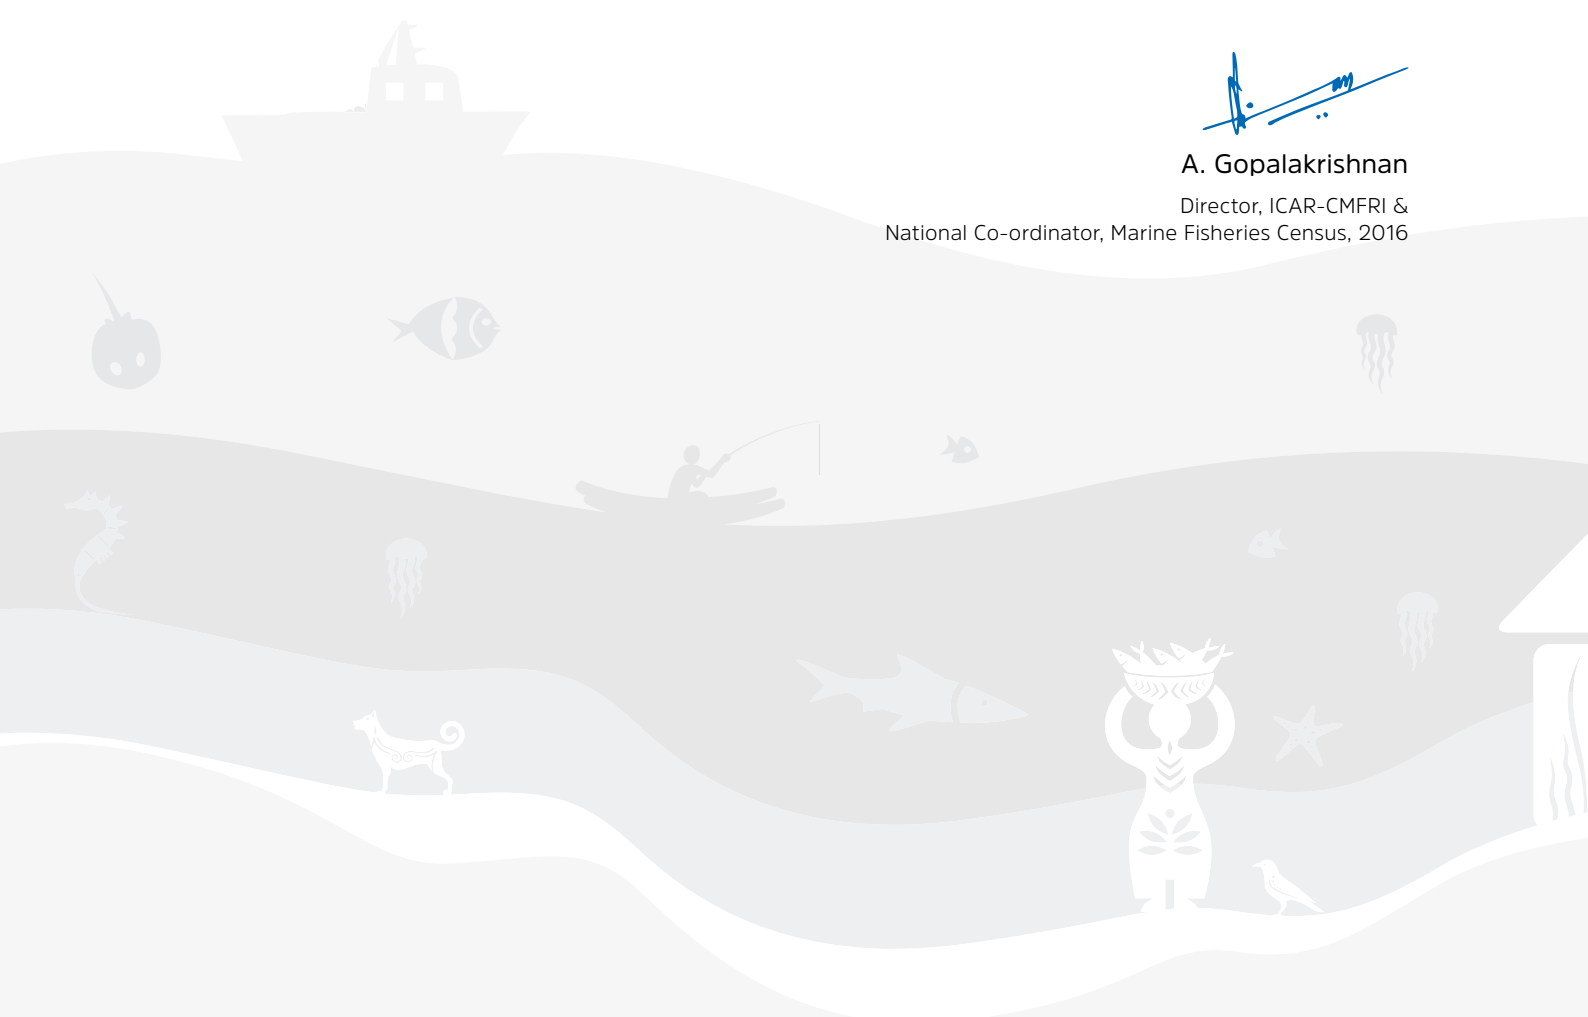 A. Gopalakrishnan
Director, ICAR-CMFRI &
National Co-ordinator, Marine Fisheries Census, 2016